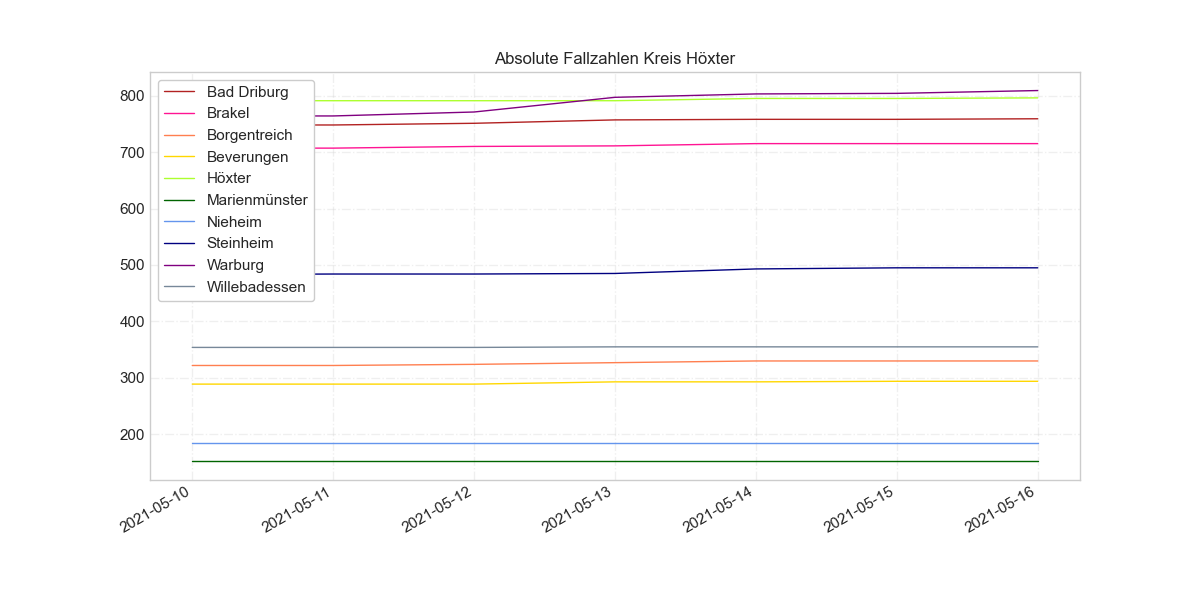 Absolute Fallzahlen Kreis Höxter
800
700
600
500
400
300
200
Bad Driburg
Brakel
Borgentreich
Beverungen
Höxter
Marienmünster
Nieheim
Steinheim
Warburg
Willebadessen
2021-05-10
2021-05-11
2021-05-12
2021-05-13
2021-05-14
2021-05-15
2021-05-16